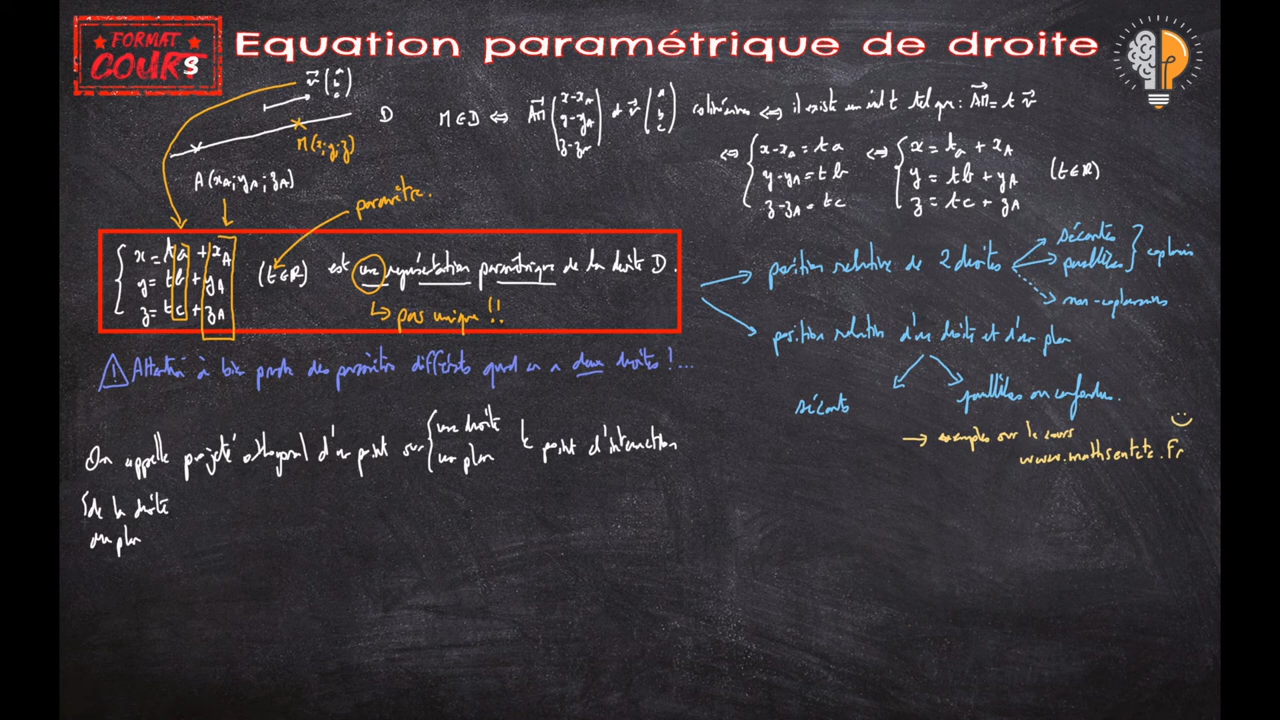 FORMAT
COURS
Equation paramétrique de droite
v⃗ (a b c)
D
M(x;y;z)
A(xA; yA; zA)
M ∈ D ⇔ AM⃗ (x-xA y-yA z-zA) et v⃗ (a b c) colinéaires ⇔ il existe un réel t tel que : AM⃗ = t v⃗
⇔ { x-xA = ta ⇔ { x = ta + xA
y-yA = tb y = tb + yA (t∈ℝ)
z-zA = tc z = tc + zA
paramètre.
{ x = ta + xA
y = tb + yA (t∈ℝ) est une représentation paramétrique de la droite D.
z = tc + zA
↳ pas unique !!
⚠ Attention à bien prendre des paramètres différents quand on a deux droites !...
→ position relative de 2 droites
sécantes
parallèles } coplanaires
non-coplanaires
→ position relative d'une droite et d'un plan
sécants
parallèles ou confondus.
→ exemples sur le cours
www.mathsentete.fr
On appelle projeté orthogonal d'un point sur { une droite
un plan
le point d'intersection
{ de la droite
du plan